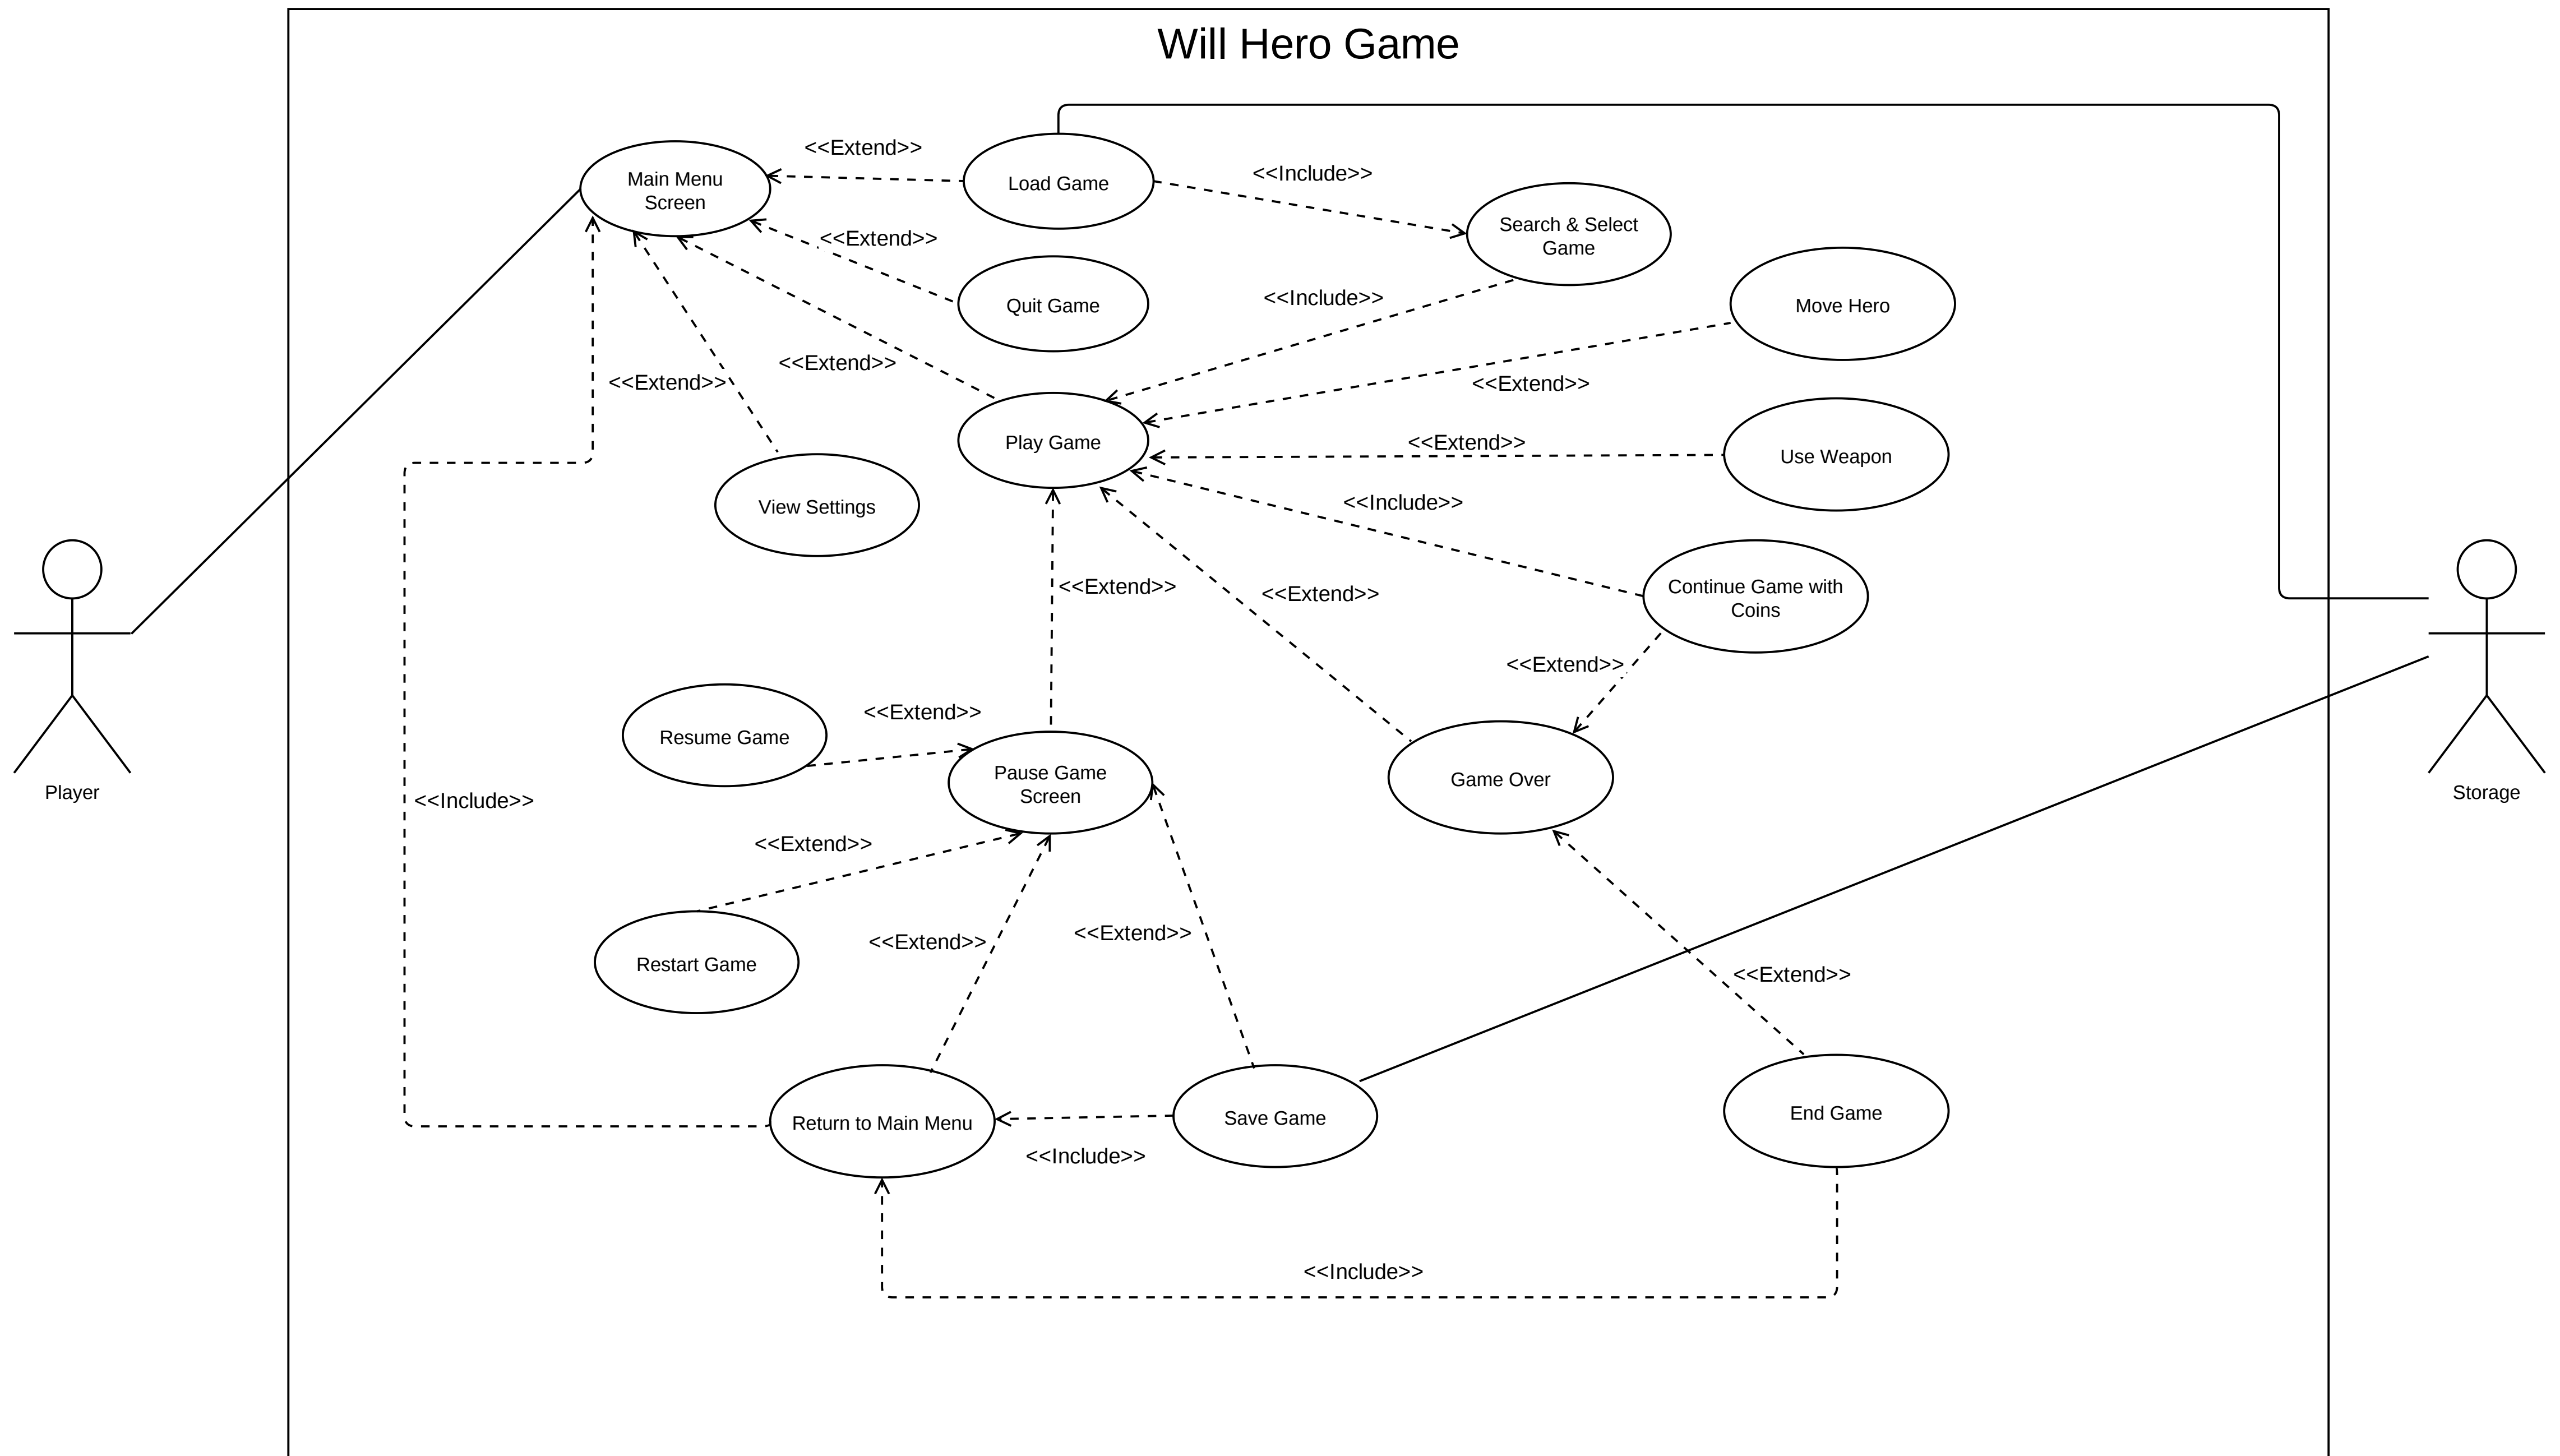 Will Hero Game
<<Extend>>
Main Menu
Screen
Load Game
<<Include>>
Search & Select
Game
<<Extend>>
Quit Game
<<Include>>
Move Hero
<<Extend>>
<<Extend>>
<<Extend>>
Play Game
<<Extend>>
Use Weapon
View Settings
<<Include>>
<<Extend>>
<<Extend>>
Continue Game with
Coins
<<Extend>>
Resume Game
<<Extend>>
Pause Game
Screen
Game Over
Player
Storage
<<Include>>
<<Extend>>
Restart Game
<<Extend>>
<<Extend>>
<<Extend>>
Return to Main Menu
Save Game
End Game
<<Include>>
<<Include>>